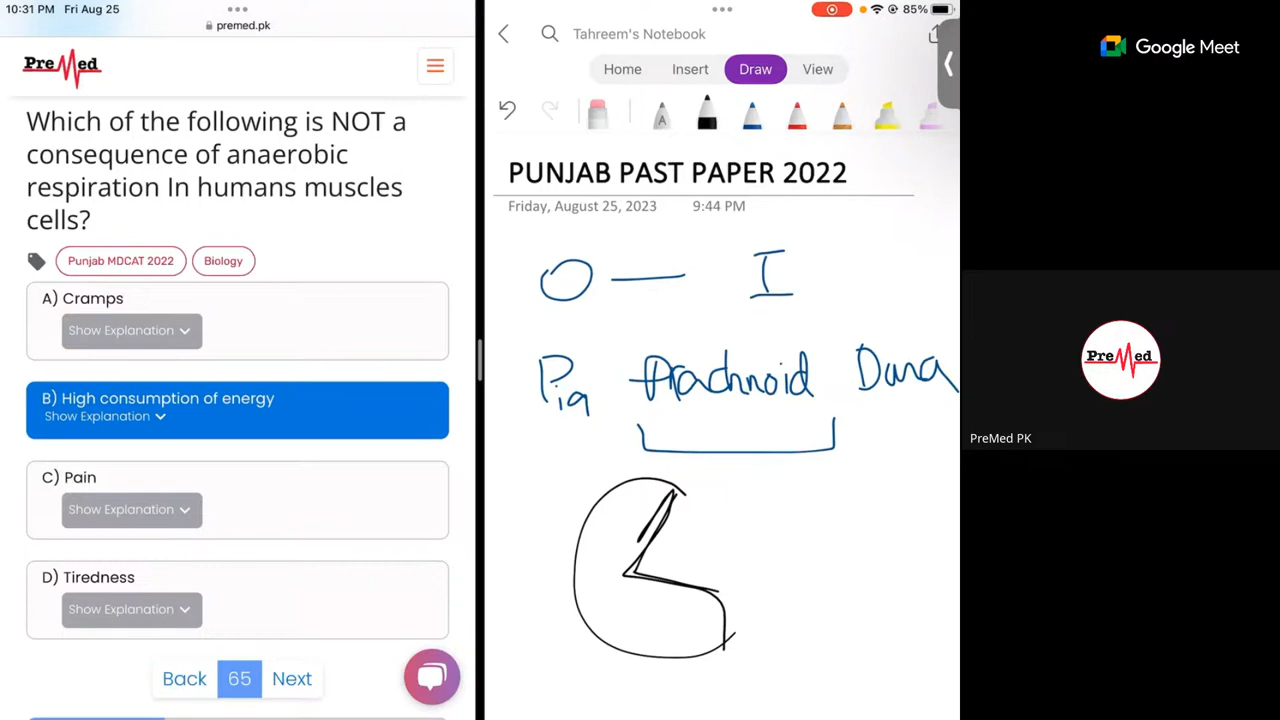 10:31 PM Fri Aug 25
premed.pk
PreMed
Which of the following is NOT a
consequence of anaerobic
respiration In humans muscles
cells?
Punjab MDCAT 2022
Biology
A) Cramps
Show Explanation
B) High consumption of energy
Show Explanation
C) Pain
Show Explanation
D) Tiredness
Show Explanation
Back 65 Next
85%
Tahreem's Notebook
Home Insert Draw View
A
PUNJAB PAST PAPER 2022
Friday, August 25, 2023 9:44 PM
O — I
Pia Arachnoid Dura
Google Meet
PreMed
PreMed PK